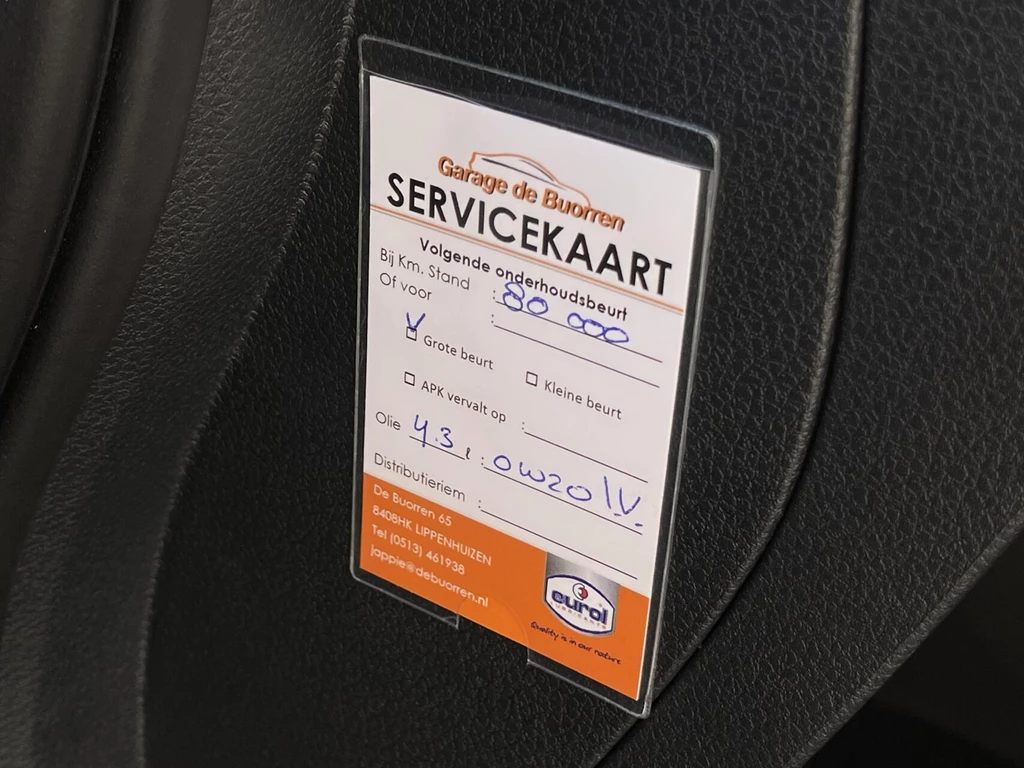 Garage de Buorren
SERVICEKAART
Volgende onderhoudsbeurt
Bij Km. Stand : 80 000
Of voor :
Grote beurt Kleine beurt
APK vervalt op :
Olie 4.3 ℓ : 0W20 \V.
Distributieriem :
De Buorren 65
8408HK LIPPENHUIZEN
Tel (0513) 461938
jappie@debuorren.nl
eurol
LUBRICANTS
Quality is in our nature